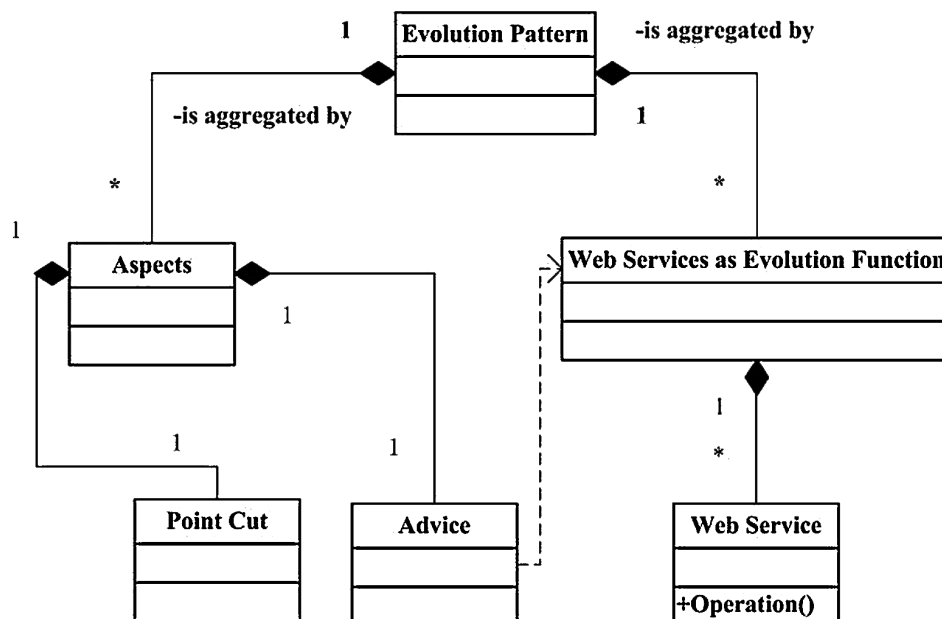 1
Evolution Pattern
-is aggregated by
-is aggregated by
1
*
*
1
Aspects
Web Services as Evolution Function
1
1
*
1
1
Point Cut
Advice
Web Service
+Operation()